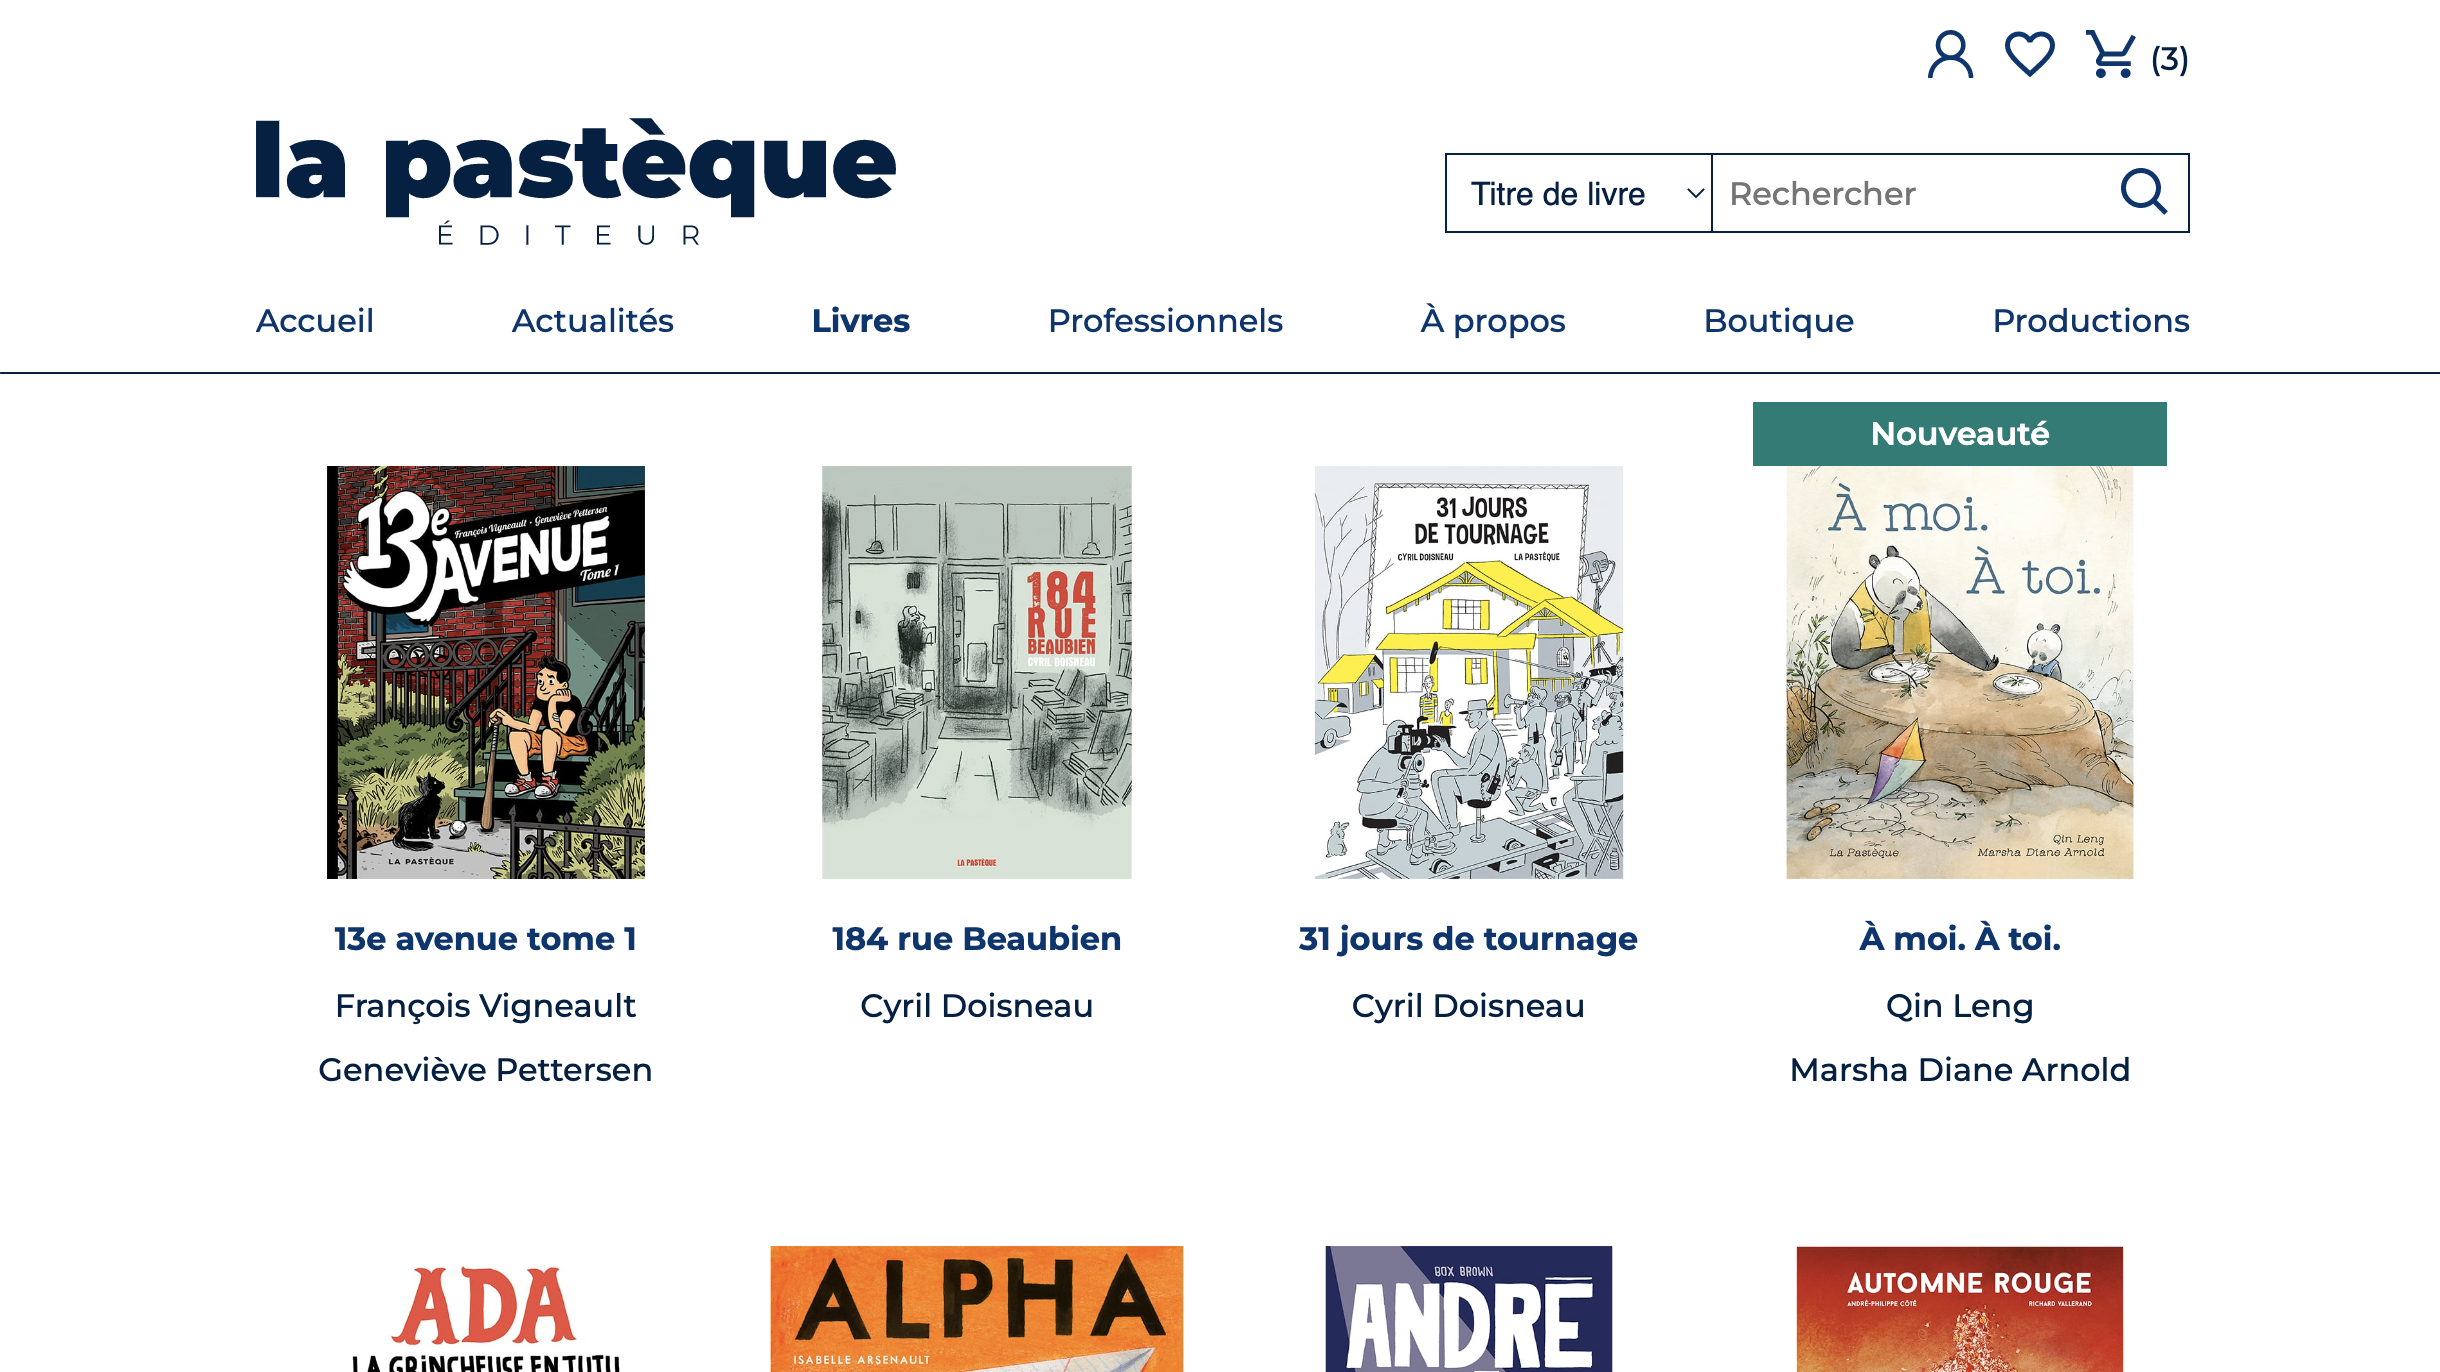 (3)
la pastèque
ÉDITEUR
Titre de livre
Rechercher
Accueil
Actualités
Livres
Professionnels
À propos
Boutique
Productions
Nouveauté
13e
François Vigneault • Geneviève Pettersen
AVENUE
Tome 1
LA PASTÈQUE
184
RUE
BEAUBIEN
CYRIL DOISNEAU
LA PASTÈQUE
31 JOURS
DE TOURNAGE
CYRIL DOISNEAU
LA PASTÈQUE
À moi.
À toi.
Qin Leng
La Pastèque
Marsha Diane Arnold
13e avenue tome 1
François Vigneault
Geneviève Pettersen
184 rue Beaubien
Cyril Doisneau
31 jours de tournage
Cyril Doisneau
À moi. À toi.
Qin Leng
Marsha Diane Arnold
ADA
LA GRINCHEUSE EN TUTU
ALPHA
ISABELLE ARSENAULT
BOX BROWN
ANDRÉ
AUTOMNE ROUGE
ANDRÉ-PHILIPPE CÔTÉ
RICHARD VALLERAND